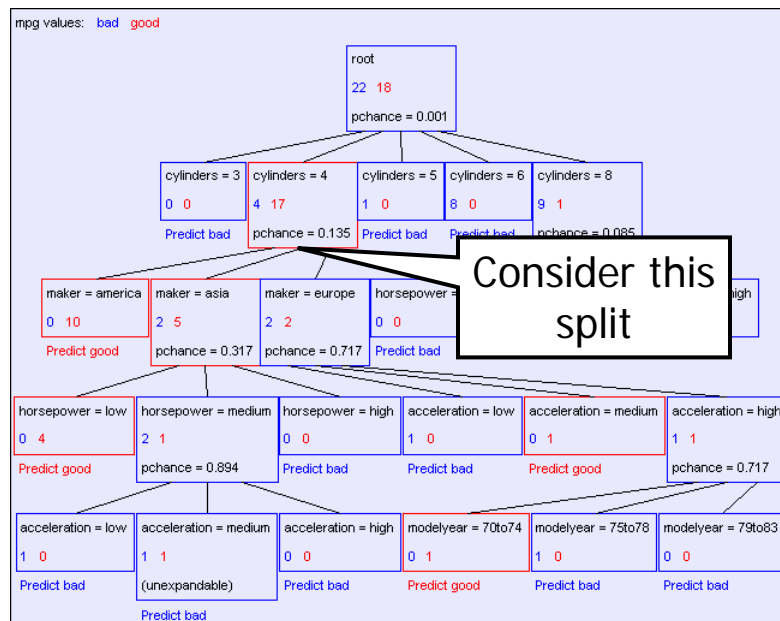 mpg values: bad good
root
22 18
pchance = 0.001
cylinders = 3 cylinders = 4 cylinders = 5 cylinders = 6 cylinders = 8
0 0 4 17 1 0 8 0 9 1
Predict bad pchance = 0.135 Predict bad Predict bad pchance = 0.085
Consider this
split
maker = america maker = asia maker = europe horsepower = high
0 10 2 5 2 2 0 0
Predict good pchance = 0.317 pchance = 0.717 Predict bad
horsepower = low horsepower = medium horsepower = high acceleration = low acceleration = medium acceleration = high
0 4 2 1 0 0 1 0 0 1 1 1
Predict good pchance = 0.894 Predict bad Predict bad Predict good pchance = 0.717
acceleration = low acceleration = medium acceleration = high modelyear = 70to74 modelyear = 75to78 modelyear = 79to83
1 0 1 1 0 0 0 1 1 0 0 0
Predict bad (unexpandable) Predict bad Predict good Predict bad Predict bad
Predict bad